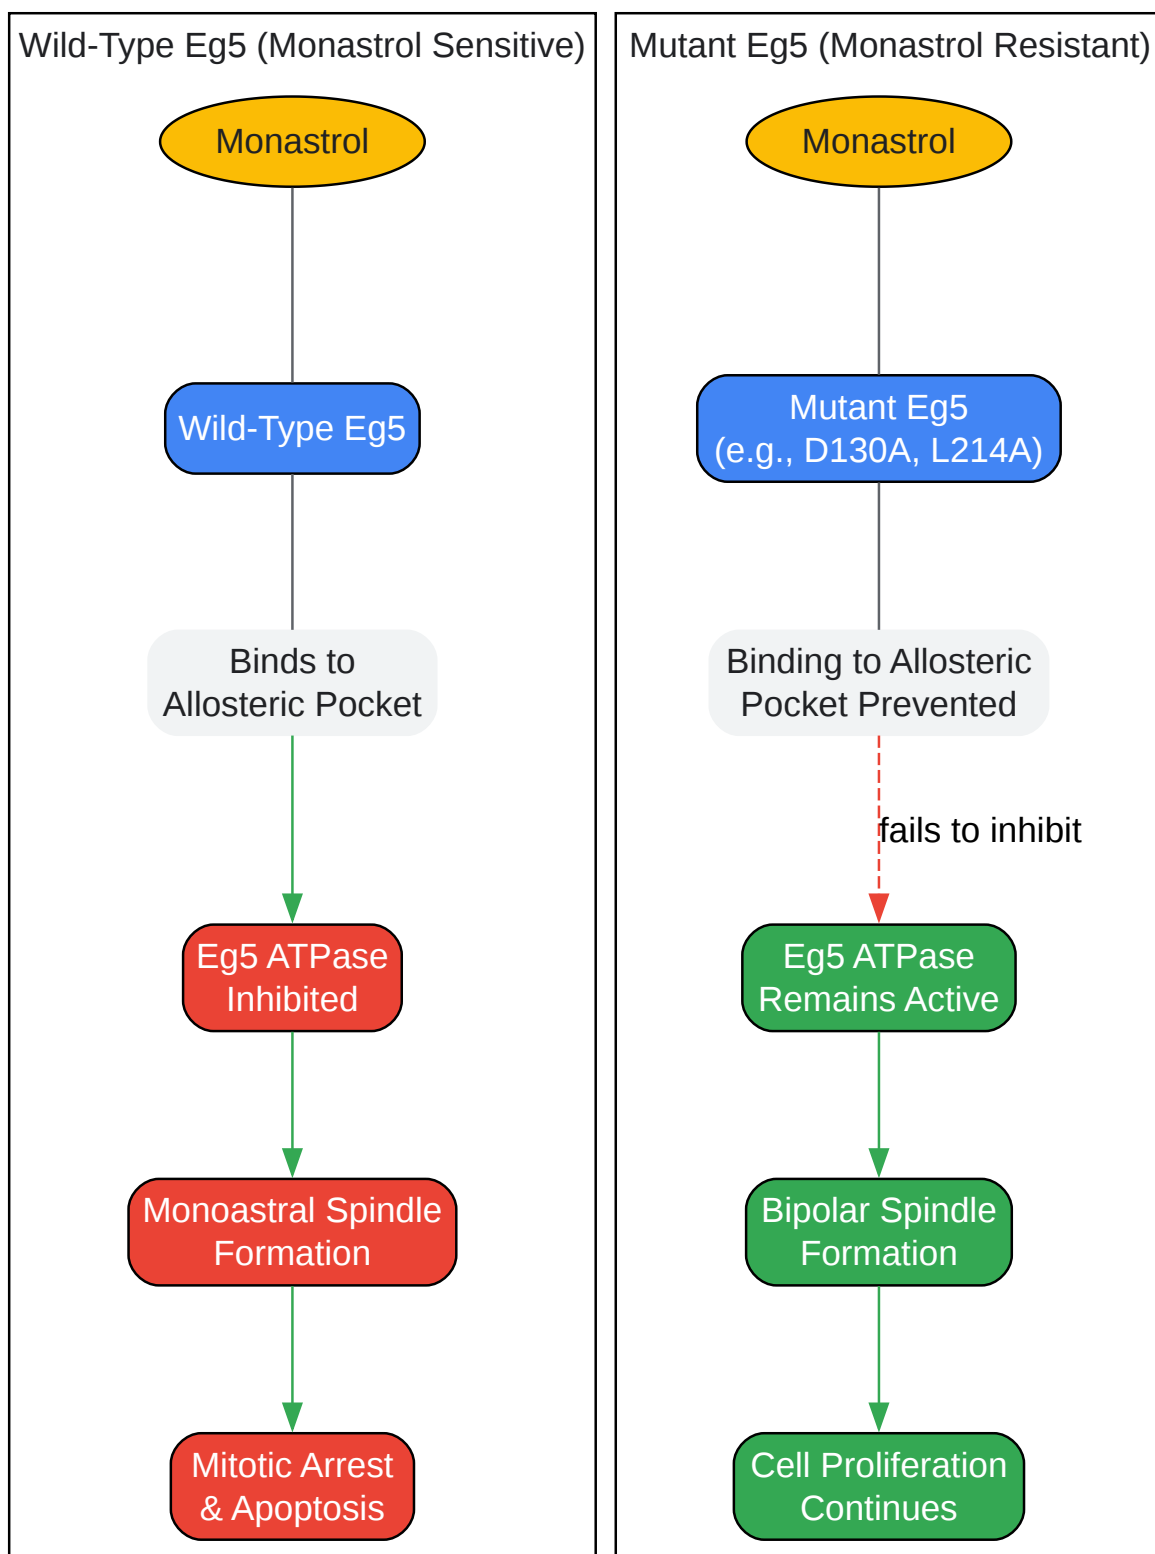 Wild-Type Eg5 (Monastrol Sensitive)
Monastrol
Wild-Type Eg5
Binds to
Allosteric Pocket
Eg5 ATPase
Inhibited
Monoastral Spindle
Formation
Mitotic Arrest
& Apoptosis
Mutant Eg5 (Monastrol Resistant)
Monastrol
Mutant Eg5
(e.g., D130A, L214A)
Binding to Allosteric
Pocket Prevented
fails to inhibit
Eg5 ATPase
Remains Active
Bipolar Spindle
Formation
Cell Proliferation
Continues